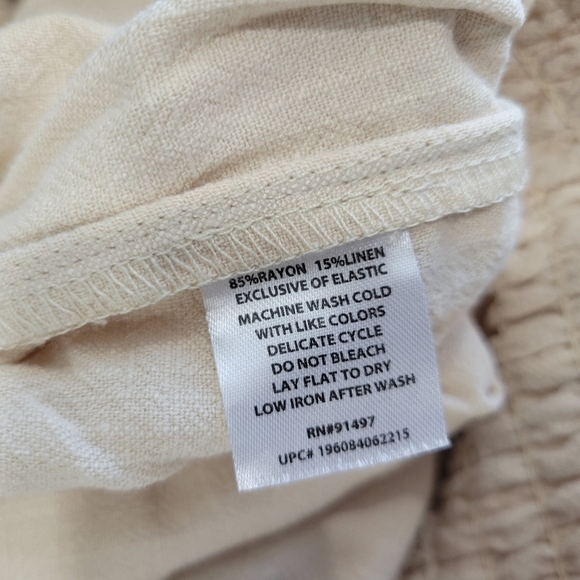 85%RAYON 15%LINEN
EXCLUSIVE OF ELASTIC
MACHINE WASH COLD
WITH LIKE COLORS
DELICATE CYCLE
DO NOT BLEACH
LAY FLAT TO DRY
LOW IRON AFTER WASH
RN#91497
UPC# 196084062215